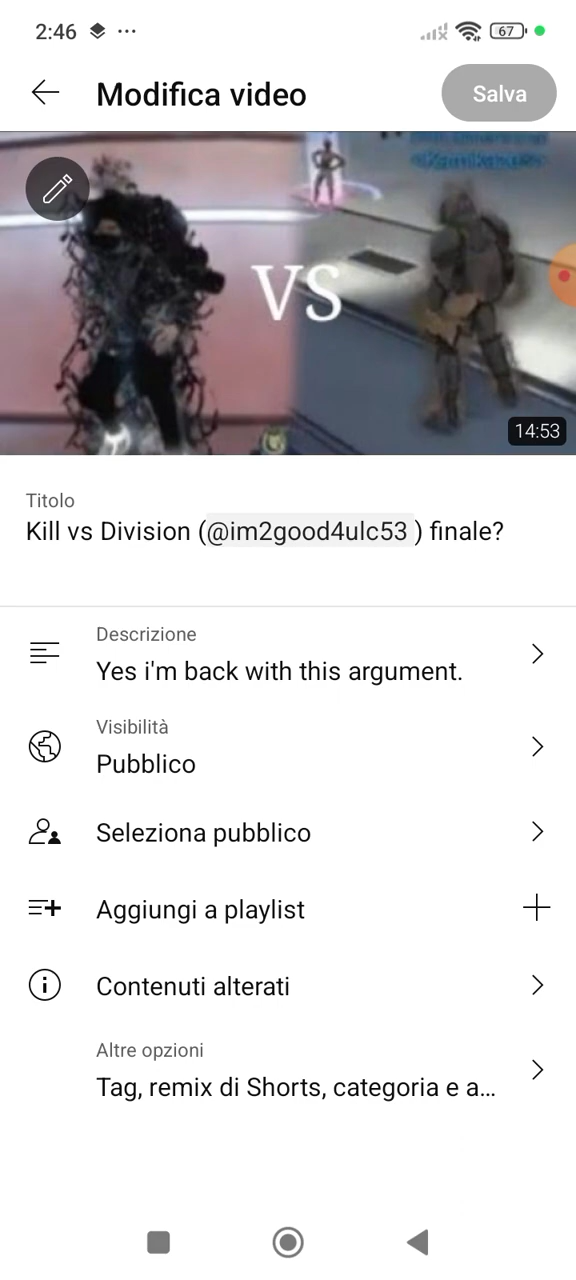 2:46
67
Modifica video
Salva
VS
14:53
Titolo
Kill vs Division (@im2good4ulc53 ) finale?
Descrizione
Yes i'm back with this argument.
Visibilità
Pubblico
Seleziona pubblico
Aggiungi a playlist
Contenuti alterati
Altre opzioni
Tag, remix di Shorts, categoria e a...